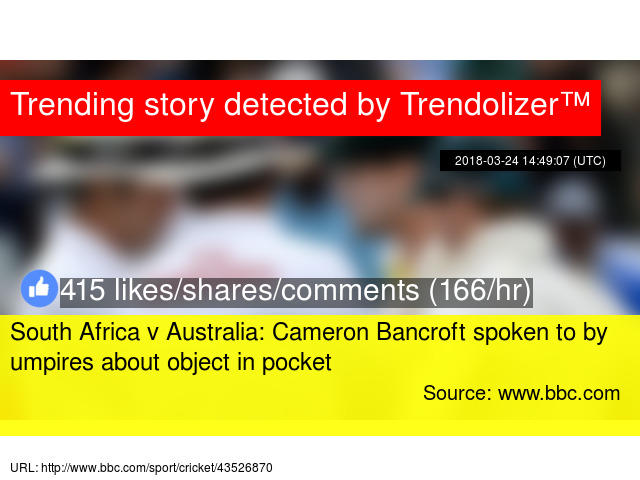 Trending story detected by Trendolizer™
2018-03-24 14:49:07 (UTC)
415 likes/shares/comments (166/hr)
South Africa v Australia: Cameron Bancroft spoken to by
umpires about object in pocket
Source: www.bbc.com
URL: http://www.bbc.com/sport/cricket/43526870